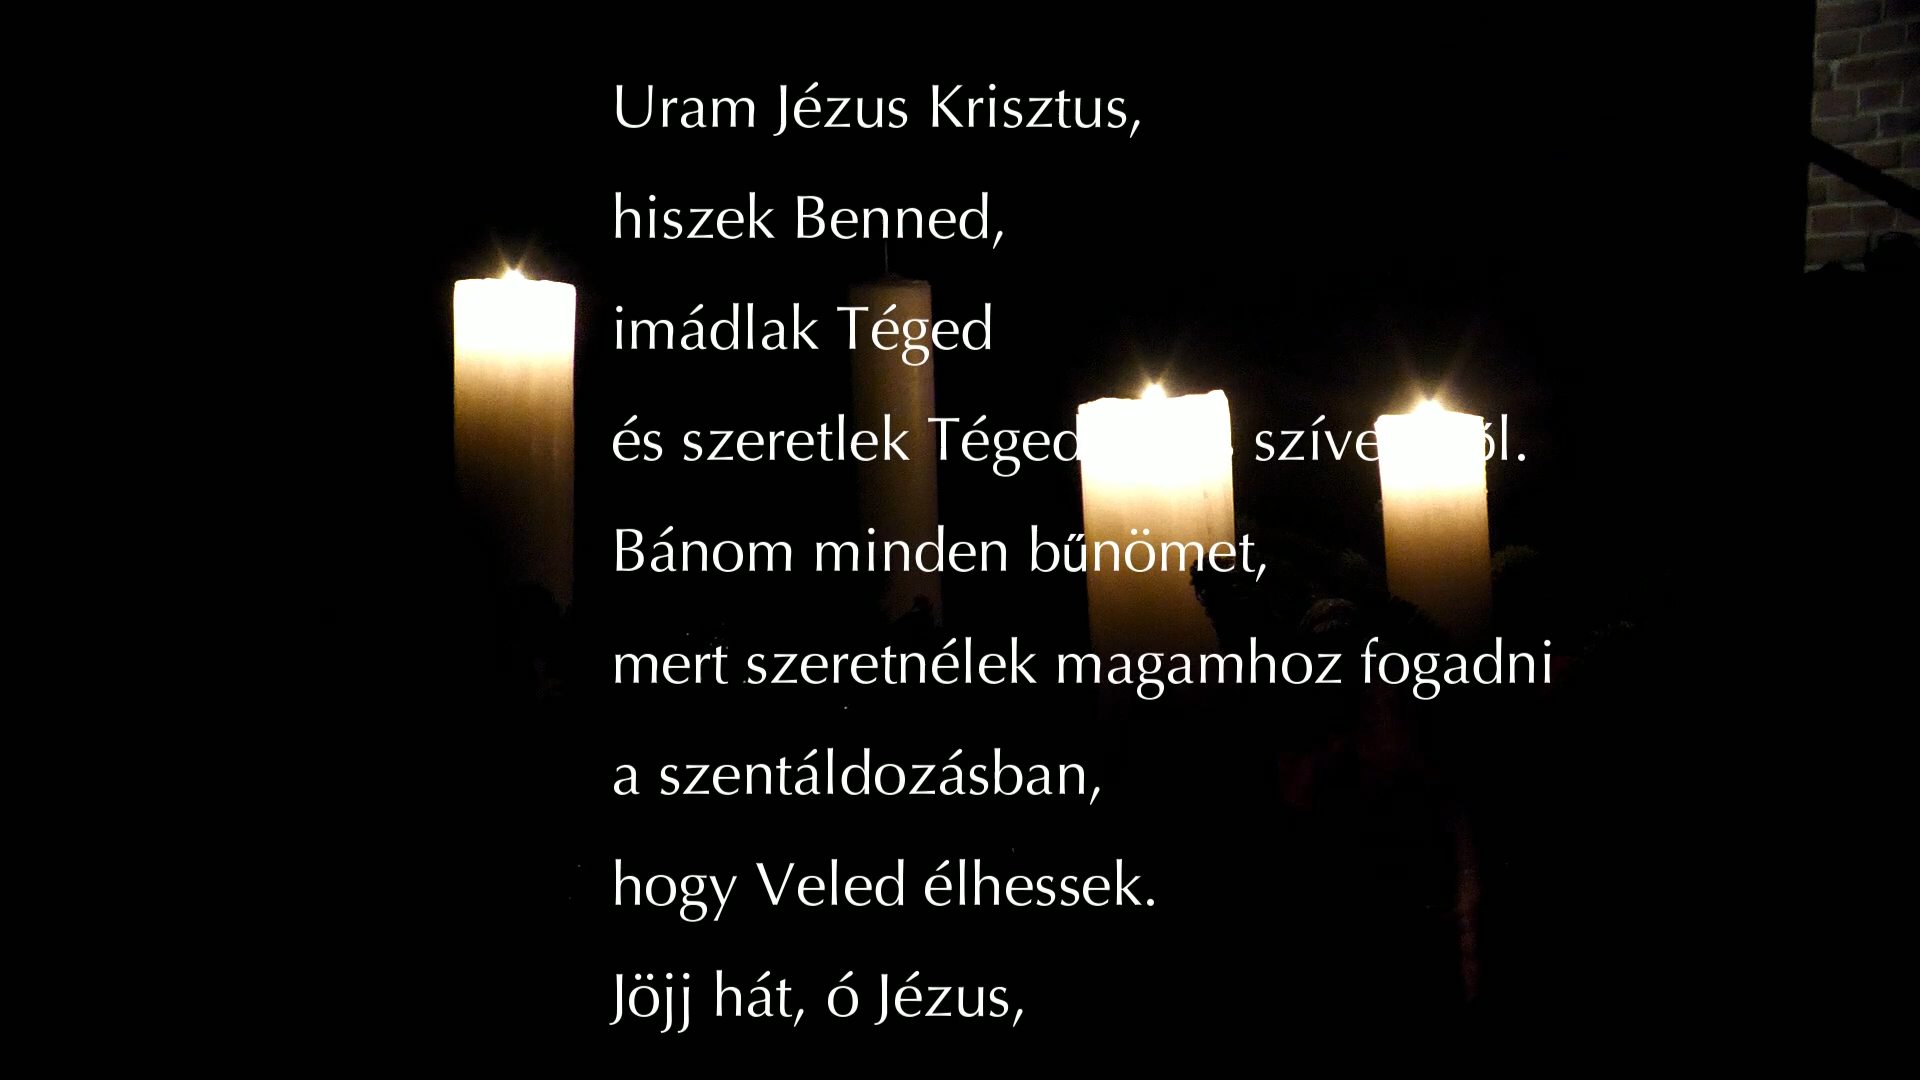 Uram Jézus Krisztus,
hiszek Benned,
imádlak Téged
és szeretlek Téged
Bánom minden bűnömet,
mert szeretnélek magamhoz fogadni
a szentáldozásban,
hogy Veled élhessek.
Jöjj hát, ó Jézus,